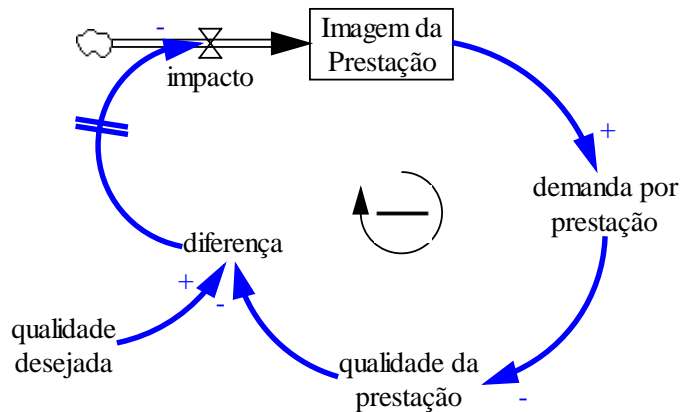 -
Imagem da
Prestação
impacto
+
demanda por
prestação
diferença
+
-
qualidade
desejada
qualidade da
prestação
-